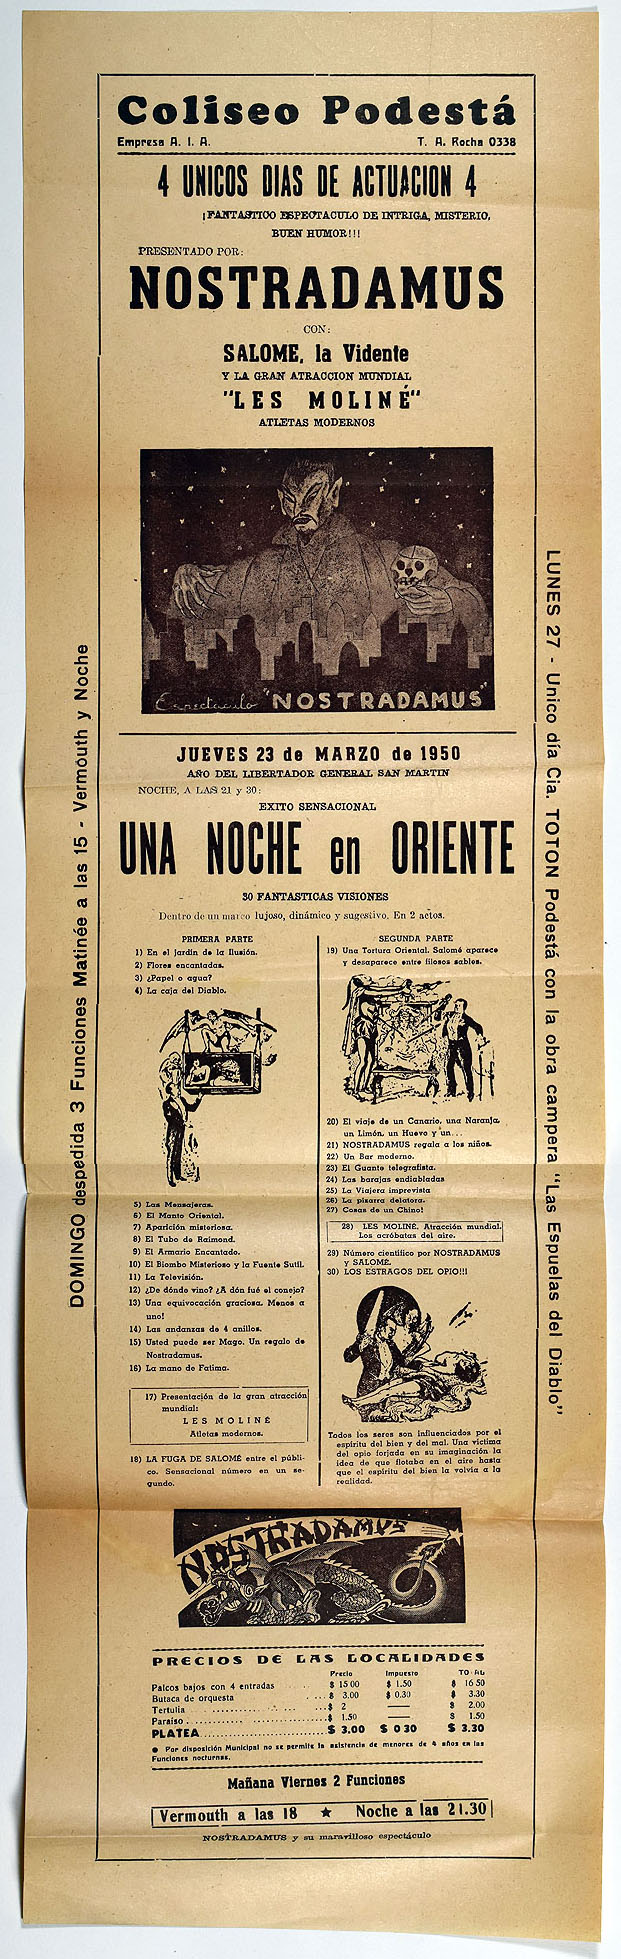 Coliseo Podestá
Empresa A. I. A.
T. A. Rocha 0338
4 UNICOS DIAS DE ACTUACION 4
¡FANTASTICO ESPECTACULO DE INTRIGA, MISTERIO,
BUEN HUMOR!!!
PRESENTADO POR:
NOSTRADAMUS
CON:
SALOME, la Vidente
Y LA GRAN ATRACCION MUNDIAL
"LES MOLINÉ"
ATLETAS MODERNOS
Espectaculo "NOSTRADAMUS"
JUEVES 23 de MARZO de 1950
AÑO DEL LIBERTADOR GENERAL SAN MARTIN
NOCHE, A LAS 21 y 30:
EXITO SENSACIONAL
UNA NOCHE en ORIENTE
30 FANTASTICAS VISIONES
Dentro de un marco lujoso, dinámico y sugestivo. En 2 actos.
PRIMERA PARTE
1) En el Jardín de la Ilusión.
2) Flores encantadas.
3) ¿Papel o agua?
4) La caja del Diablo.
5) Las Mensajeras.
6) El Manto Oriental.
7) Aparición misteriosa.
8) El Tubo de Raimond.
9) El Armario Encantado.
10) El Biombo Misterioso y la Fuente Sutil.
11) La Televisión.
12) ¿De dónde vino? ¿A dón fué el conejo?
13) Una equivocación graciosa. Menos a
uno!
14) Las andanzas de 4 anillos.
15) Usted puede ser Mago. Un regalo de
Nostradamus.
16) La mano de Fatima.
17) Presentación de la gran atracción
mundial:
LES MOLINÉ
Atletas modernos.
18) LA FUGA DE SALOMÉ entre el públi-
co. Sensacional número en un se-
gundo.
SEGUNDA PARTE
19) Una Tortura Oriental. Salomé aparece
y desaparece entre filosos sables.
20) El viaje de un Canario, una Naranja,
un Limón, un Huevo y un...
21) NOSTRADAMUS regala a los niños.
22) Un Bar moderno.
23) El Guante telegrafista.
24) Las barajas endiabladas
25) La Viajera imprevista
26) La pizarra delatora.
27) Cosas de un Chino!
28) LES MOLINÉ. Atracción mundial.
Los acróbatas del aire.
29) Número científico por NOSTRADAMUS
y SALOMÉ.
30) LOS ESTRAGOS DEL OPIO!!!
Todos los seres son influenciados por el
espíritu del bien y del mal. Una víctima
del opio forjada en su imaginación la
idea de que flotaba en el aire hasta
que el espíritu del bien la volvía a la
realidad.
NOSTRADAMUS
PRECIOS DE LAS LOCALIDADES
Precio Impuesto TOTAL
Palcos bajos con 4 entradas $ 15 00 $ 1.50 $ 16 50
Butaca de orquesta $ 3.00 $ 0.30 $ 3.30
Tertulia $ 2 — $ 2.00
Paraíso $ 1.50 — $ 1.50
PLATEA $ 3.00 $ 0 30 $ 3.30
● Por disposición Municipal no se permite la asistencia de menores de 4 años en las
Funciones nocturnas.
Mañana Viernes 2 Funciones
Vermouth a las 18 ★ Noche a las 21.30
NOSTRADAMUS y su maravilloso espectáculo
DOMINGO despedida 3 Funciones Matinée a las 15 - Vermouth y Noche
LUNES 27 - Unico día Cia. TOTON Podestá con la obra campera "Las Espuelas del Diablo"